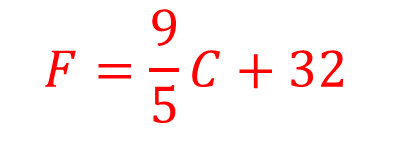 F = 9/5 C + 32